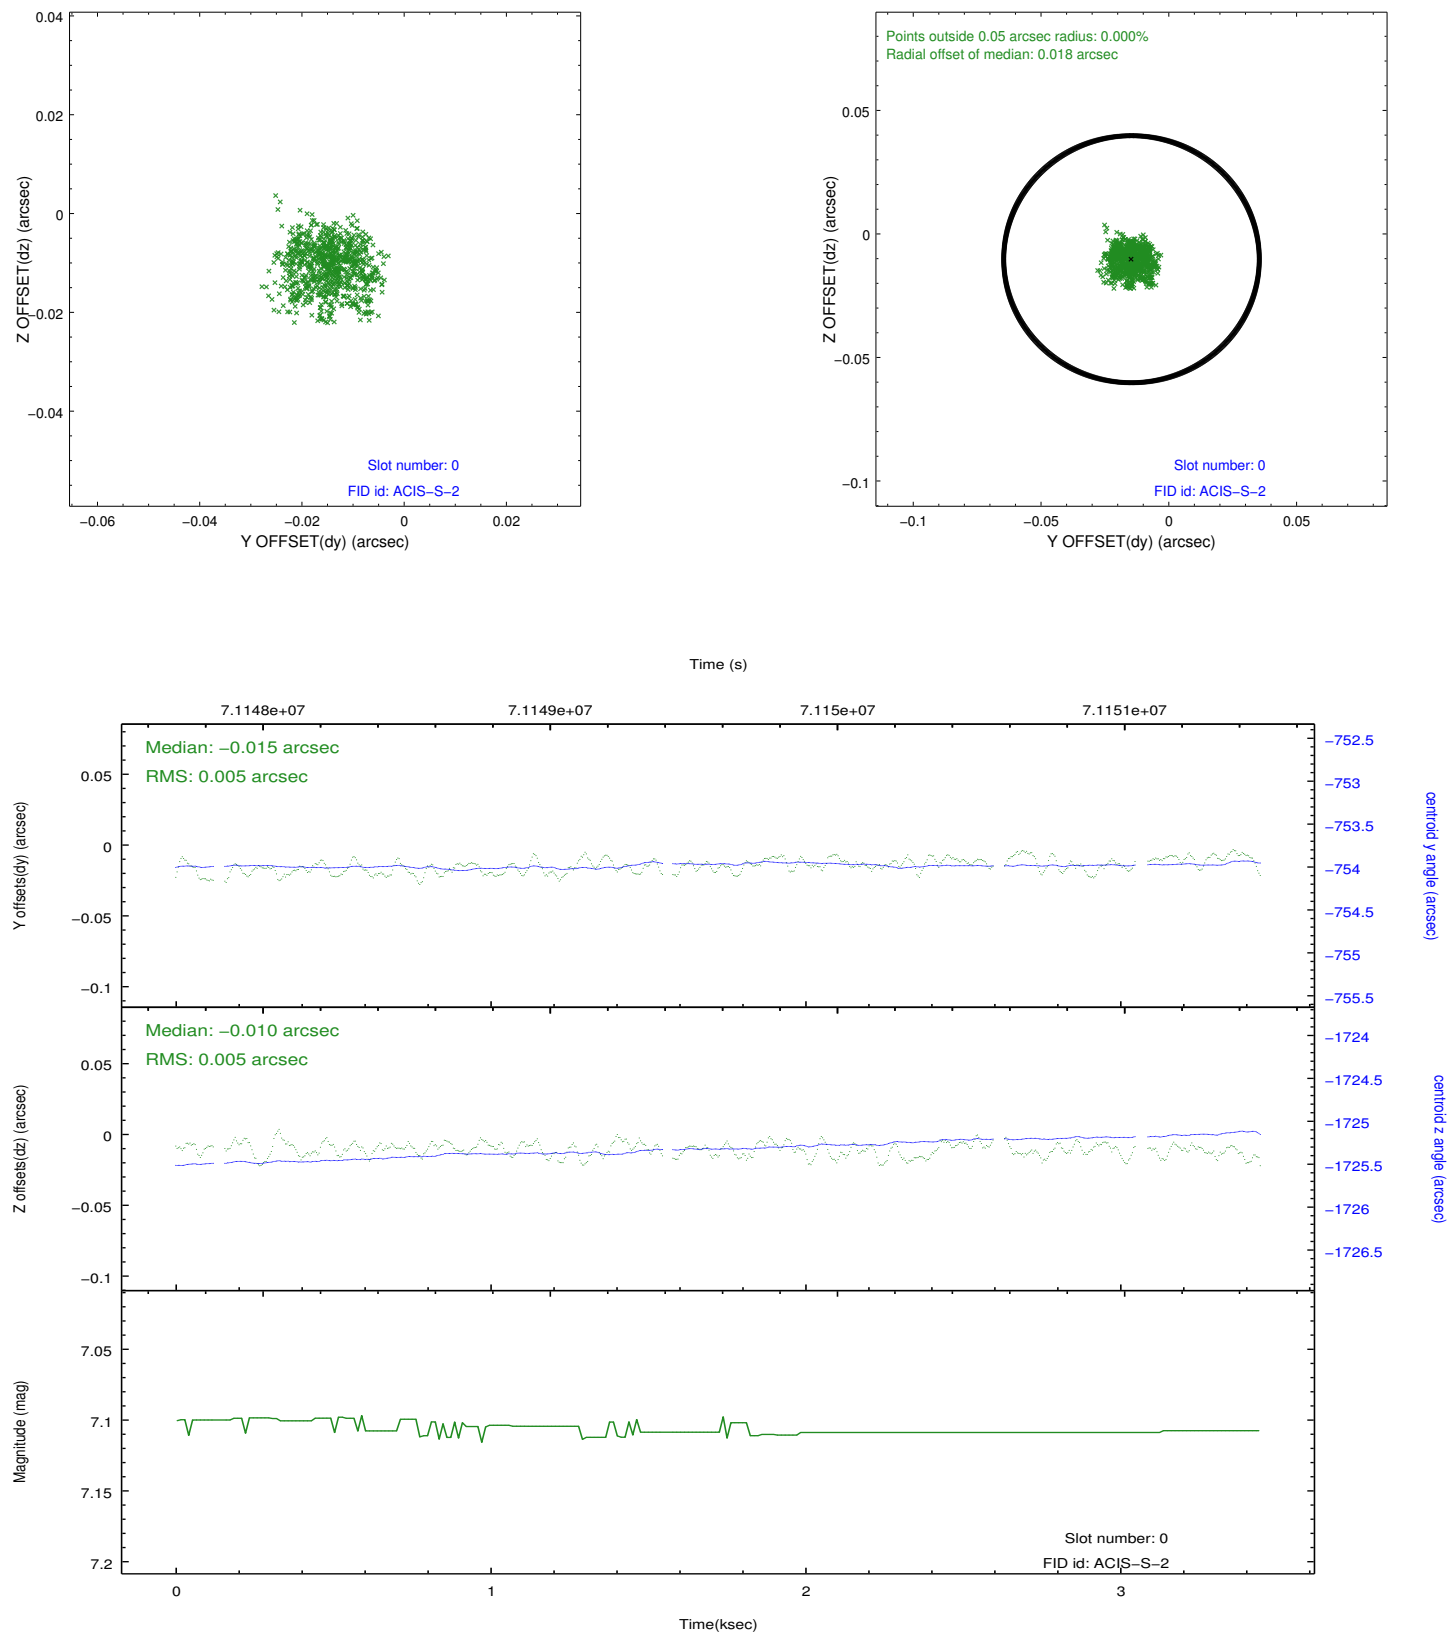 0.04
0.02
0
−0.02
−0.04
Z OFFSET(dz) (arcsec)
Slot number: 0
FID id: ACIS−S−2
−0.06
−0.04
−0.02
0
0.02
Y OFFSET(dy) (arcsec)
Points outside 0.05 arcsec radius: 0.000%
Radial offset of median: 0.018 arcsec
0.05
0
−0.05
−0.1
Z OFFSET(dz) (arcsec)
Slot number: 0
FID id: ACIS−S−2
−0.1
−0.05
0
0.05
Y OFFSET(dy) (arcsec)
Time (s)
7.1148e+07
7.1149e+07
7.115e+07
7.1151e+07
Median: −0.015 arcsec
RMS: 0.005 arcsec
0.05
0
−0.05
−0.1
Y offsets(dy) (arcsec)
−752.5
−753
−753.5
−754
−754.5
−755
−755.5
centroid y angle (arcsec)
Median: −0.010 arcsec
RMS: 0.005 arcsec
0.05
0
−0.05
−0.1
Z offsets(dz) (arcsec)
−1724
−1724.5
−1725
−1725.5
−1726
−1726.5
centroid z angle (arcsec)
7.05
7.1
7.15
7.2
Magnitude (mag)
Slot number: 0
FID id: ACIS−S−2
0
1
2
3
Time(ksec)